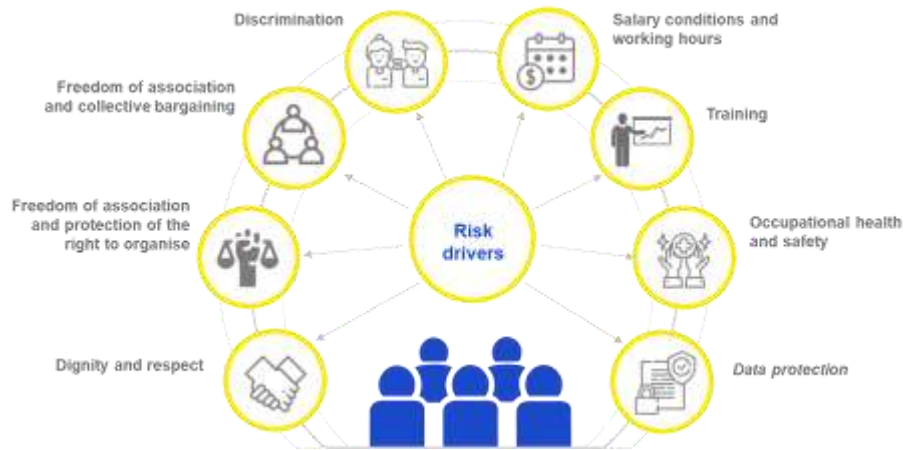 Discrimination
Salary conditions and
working hours
Freedom of association
and collective bargaining
Training
Freedom of association
and protection of the
right to organise
Risk
drivers
Occupational health
and safety
Dignity and respect
Data protection
$